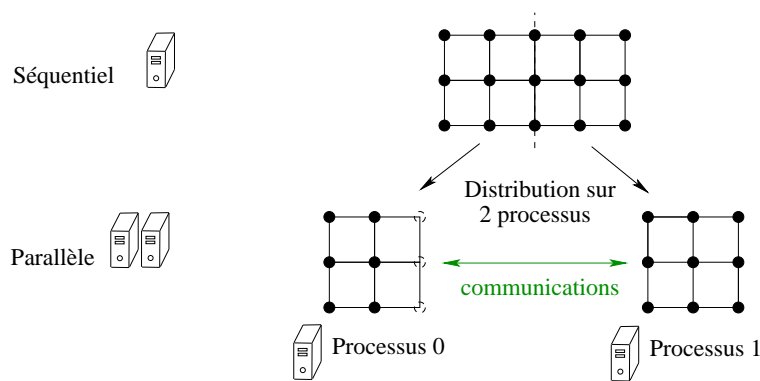 Séquentiel
Distribution sur
2 processus
Parallèle
communications
Processus 0
Processus 1